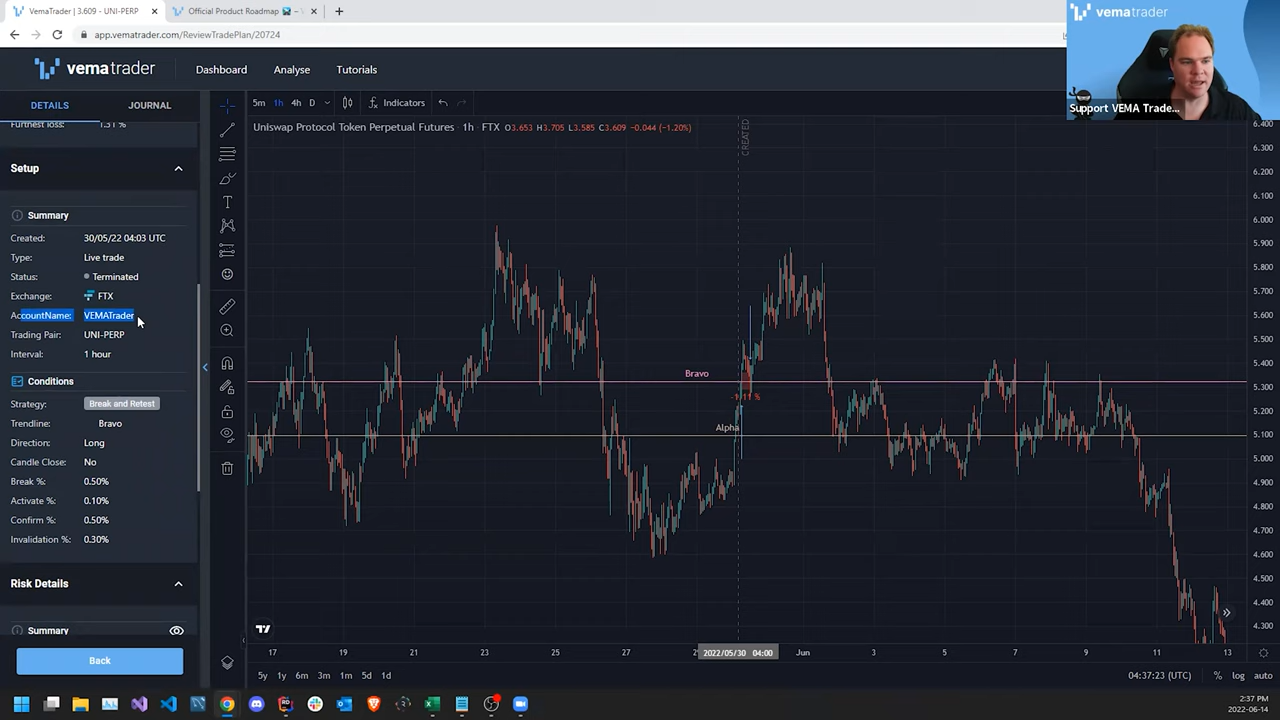 VemaTrader | 3.609 - UNI-PERP
Official Product Roadmap
app.vematrader.com/ReviewTradePlan/20724
vematrader
Dashboard
Analyse
Tutorials
vematrader
Support VEMA Trade...
DETAILS
JOURNAL
Furthest loss: 1.31 %
Setup
Summary
Created: 30/05/22 04:03 UTC
Type: Live trade
Status: Terminated
Exchange: FTX
AccountName: VEMATrader
Trading Pair: UNI-PERP
Interval: 1 hour
Conditions
Strategy: Break and Retest
Trendline: Bravo
Direction: Long
Candle Close: No
Break %: 0.50%
Activate %: 0.10%
Confirm %: 0.50%
Invalidation %: 0.30%
Risk Details
Summary
Back
5m 1h 4h D Indicators
Uniswap Protocol Token Perpetual Futures · 1h · FTX O3.653 H3.705 L3.585 C3.609 -0.044 (-1.20%)
CREATED
Bravo
Alpha
6.400
6.300
6.200
6.100
6.000
5.900
5.800
5.700
5.600
5.500
5.400
5.300
5.200
5.100
5.000
4.900
4.800
4.700
4.600
4.500
4.400
4.300
17 19 21 23 25 27 2022/05/30 04:00 Jun 3 5 7 9 11 13
5y 1y 6m 3m 1m 5d 1d
04:37:23 (UTC) % log auto
2:37 PM
2022-06-14